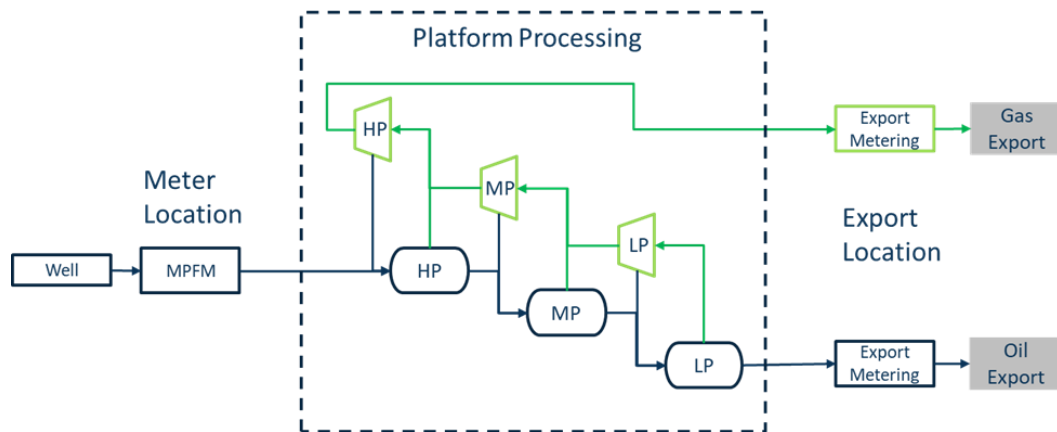 Platform Processing
HP
MP
LP
Meter
Location
Well
MPFM
HP
MP
LP
Export
Metering
Gas
Export
Export
Location
Export
Metering
Oil
Export